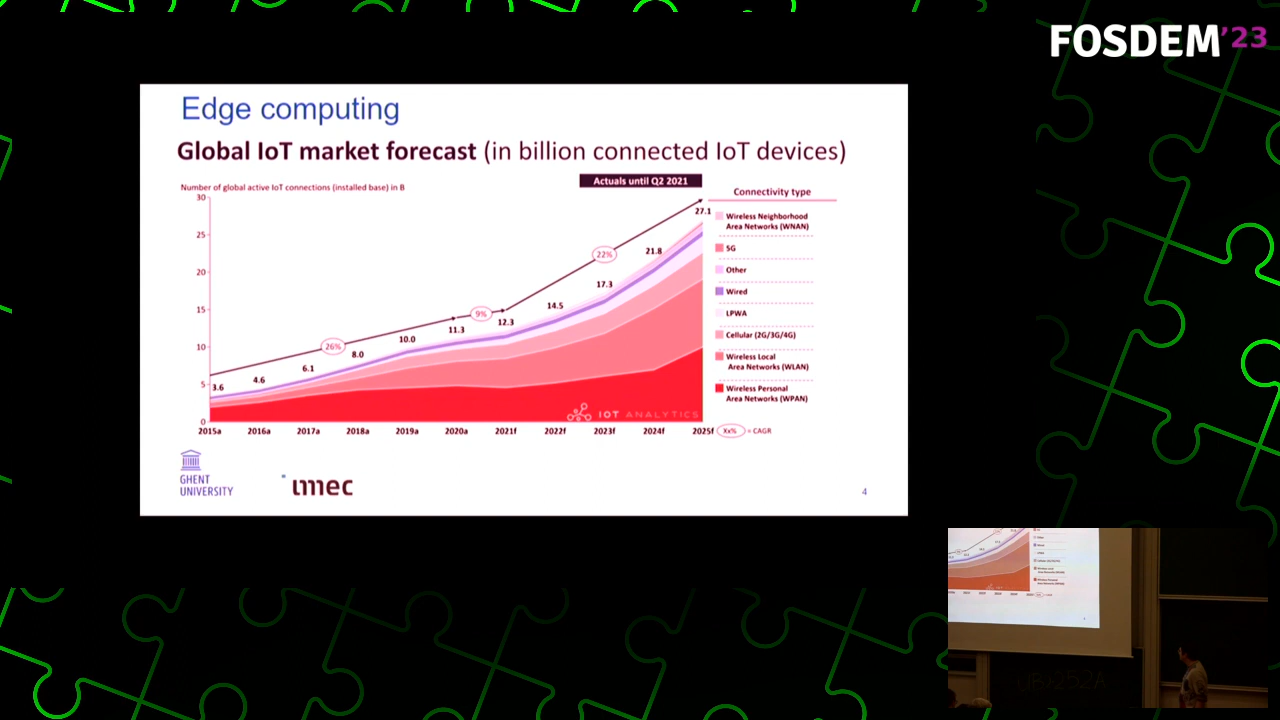 FOSDEM'23
Edge computing
Global IoT market forecast (in billion connected IoT devices)
Actuals until Q2 2021
Number of global active IoT connections (installed base) in B
Connectivity type
30
25
20
15
10
5
0
3.6
4.6
6.1
8.0
10.0
11.3
12.3
14.5
17.3
21.8
27.1
26%
9%
22%
Wireless Neighborhood
Area Networks (WNAN)
5G
Other
Wired
LPWA
Cellular (2G/3G/4G)
Wireless Local
Area Networks (WLAN)
Wireless Personal
Area Networks (WPAN)
IOT ANALYTICS
2015a
2016a
2017a
2018a
2019a
2020a
2021f
2022f
2023f
2024f
2025f
Xx% = CAGR
GHENT
UNIVERSITY
imec
4
UB2.252A